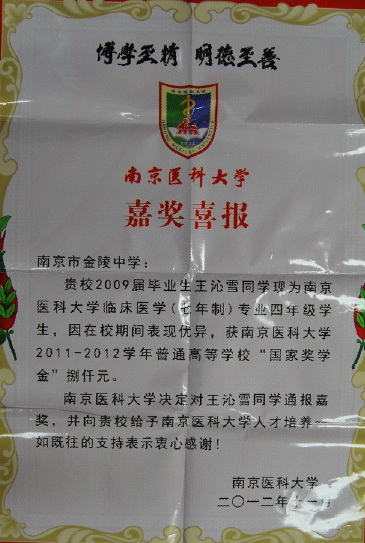 博学至精 明德至善
南京医科大学
嘉奖喜报
南京市金陵中学：
贵校2009届毕业生王沁雪同学现为南京
医科大学临床医学（七年制）专业四年级学
生，因在校期间表现优异，获南京医科大学
2011-2012学年普通高等学校“国家奖学
金”捌仟元。
南京医科大学决定对王沁雪同学通报嘉
奖，并向贵校给予南京医科大学人才培养一
如既往的支持表示衷心感谢！
南京医科大学
二〇一二年十一月